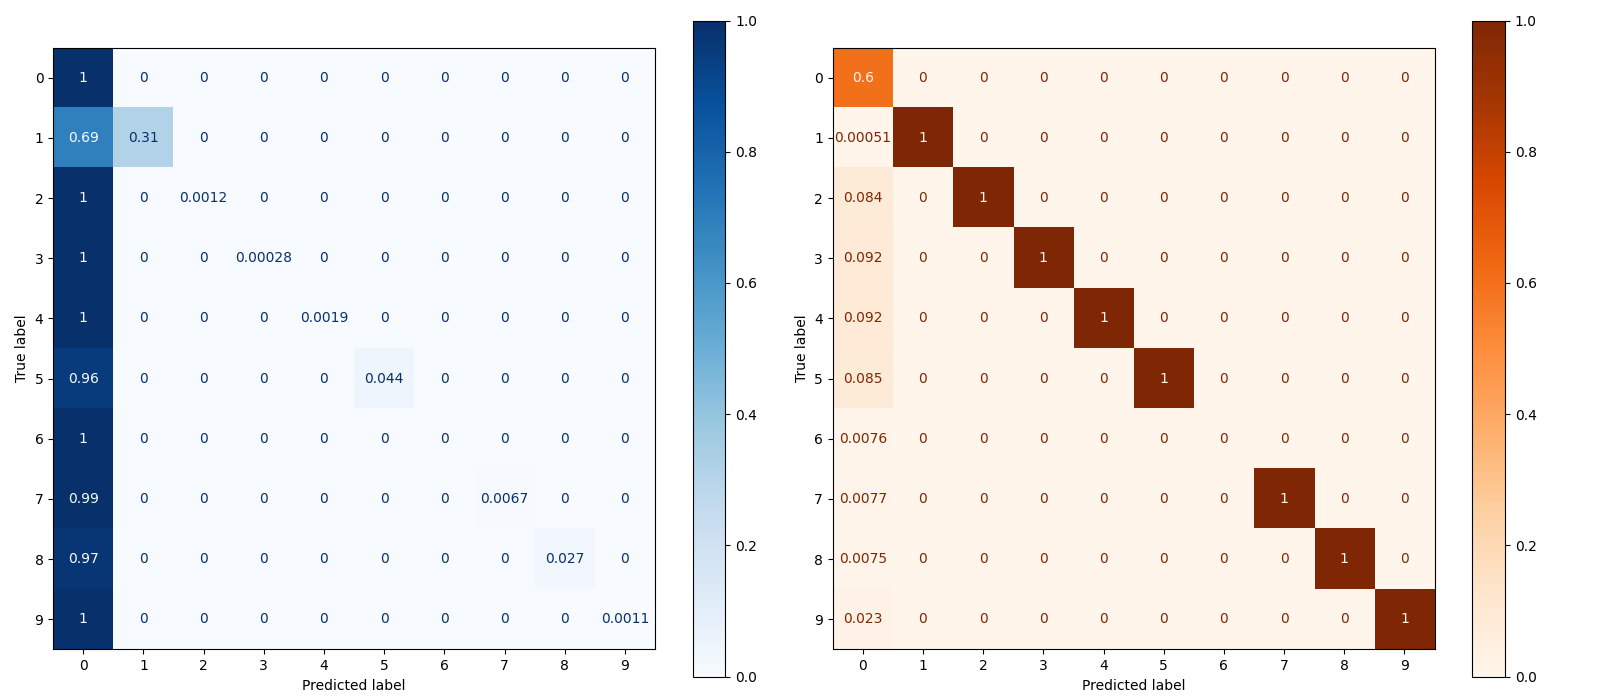 0 1 0 0 0 0 0 0 0 0 0
1 0.69 0.31 0 0 0 0 0 0 0 0
2 1 0 0.0012 0 0 0 0 0 0 0
3 1 0 0 0.00028 0 0 0 0 0 0
4 1 0 0 0 0.0019 0 0 0 0 0
5 0.96 0 0 0 0 0.044 0 0 0 0
6 1 0 0 0 0 0 0 0 0 0
7 0.99 0 0 0 0 0 0 0.0067 0 0
8 0.97 0 0 0 0 0 0 0 0.027 0
9 1 0 0 0 0 0 0 0 0 0.0011
0 1 2 3 4 5 6 7 8 9
Predicted label
True label
1.0
0.8
0.6
0.4
0.2
0.0
0 0.6 0 0 0 0 0 0 0 0 0
1 0.00051 1 0 0 0 0 0 0 0 0
2 0.084 0 1 0 0 0 0 0 0 0
3 0.092 0 0 1 0 0 0 0 0 0
4 0.092 0 0 0 1 0 0 0 0 0
5 0.085 0 0 0 0 1 0 0 0 0
6 0.0076 0 0 0 0 0 0 0 0 0
7 0.0077 0 0 0 0 0 0 1 0 0
8 0.0075 0 0 0 0 0 0 0 1 0
9 0.023 0 0 0 0 0 0 0 0 1
0 1 2 3 4 5 6 7 8 9
Predicted label
True label
1.0
0.8
0.6
0.4
0.2
0.0